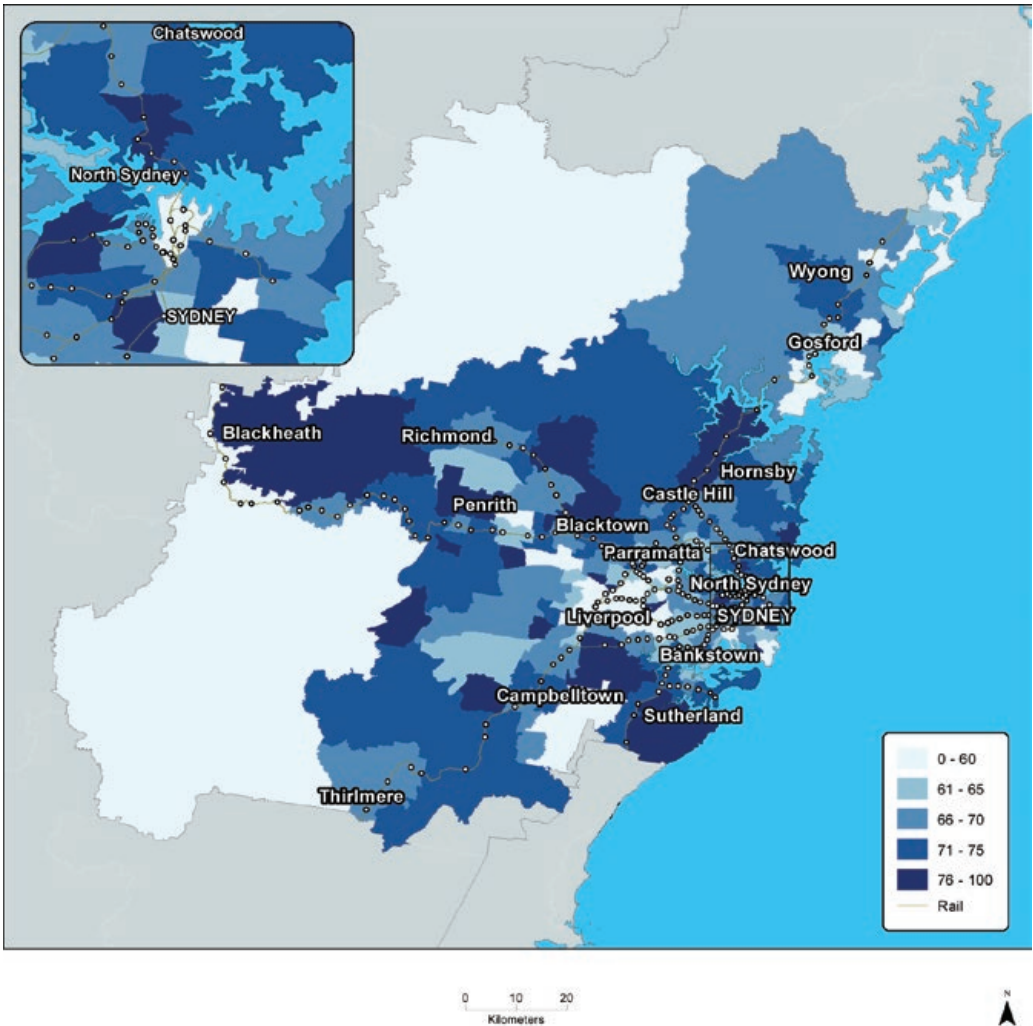 Chatswood
North Sydney
SYDNEY
Wyong
Gosford
Blackheath
Richmond
Hornsby
Castle Hill
Penrith
Blacktown
Parramatta
Chatswood
North Sydney
Liverpool
SYDNEY
Bankstown
Campbelltown
Sutherland
Thirlmere
0 - 60
61 - 65
66 - 70
71 - 75
76 - 100
Rail
0 10 20
Kilometers
N